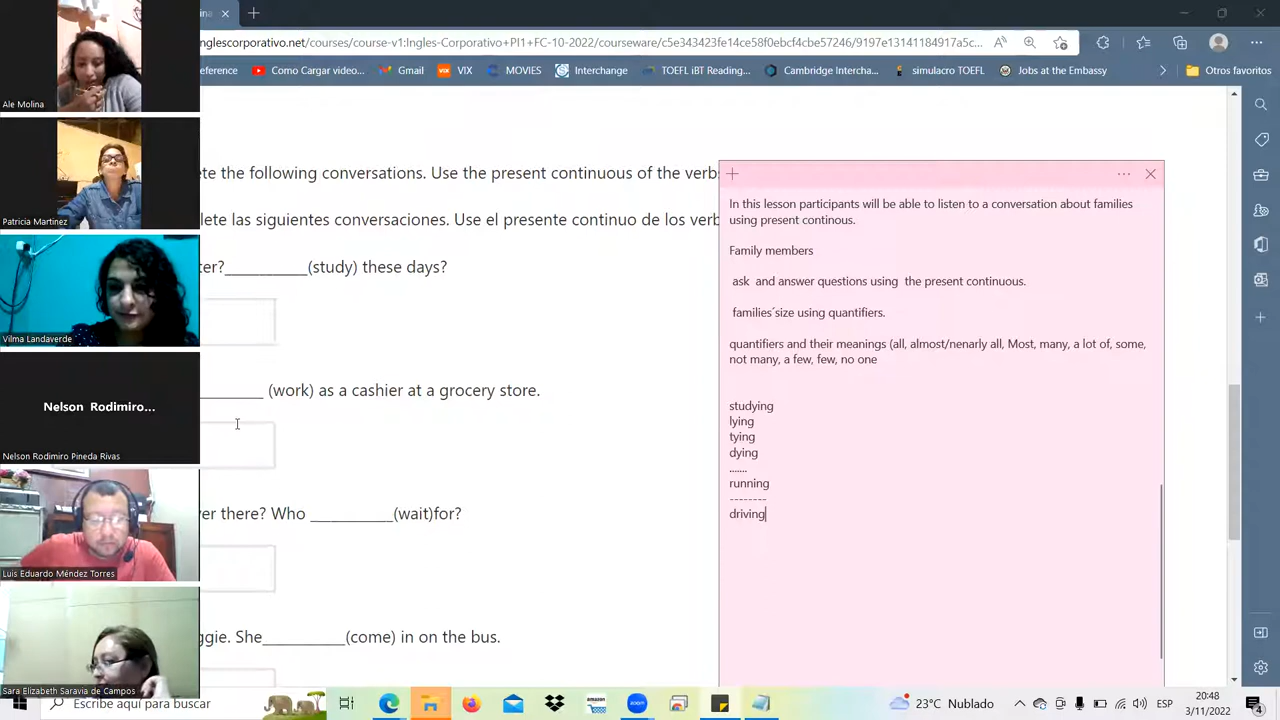 Ale Molina
Patricia Martinez
Vilma Landaverde
Nelson Rodimiro...
Nelson Rodimiro Pineda Rivas
Luis Eduardo Méndez Torres
Sara Elizabeth Saravia de Campos
nglescorporativo.net/courses/course-v1:Ingles-Corporativo+PI1+FC-10-2022/courseware/c5e343423fe14ce58f0ebcf4cbe57246/9197e13141184917a5c...
Como Cargar video...
Gmail
VIX
MOVIES
Interchange
TOEFL iBT Reading...
Cambridge Intercha...
simulacro TOEFL
Jobs at the Embassy
Otros favoritos
te the following conversations. Use the present continuous of the verb
lete las siguientes conversaciones. Use el presente continuo de los verb
ter?__________(study) these days?
________ (work) as a cashier at a grocery store.
er there? Who __________(wait)for?
ggie. She__________(come) in on the bus.
In this lesson participants will be able to listen to a conversation about families
using present continous.
Family members
ask and answer questions using the present continuous.
families´size using quantifiers.
quantifiers and their meanings (all, almost/nenarly all, Most, many, a lot of, some,
not many, a few, few, no one
studying
lying
tying
dying
.......
running
--------
driving
Escribe aquí para buscar
23°C Nublado
ESP
20:48
3/11/2022
4